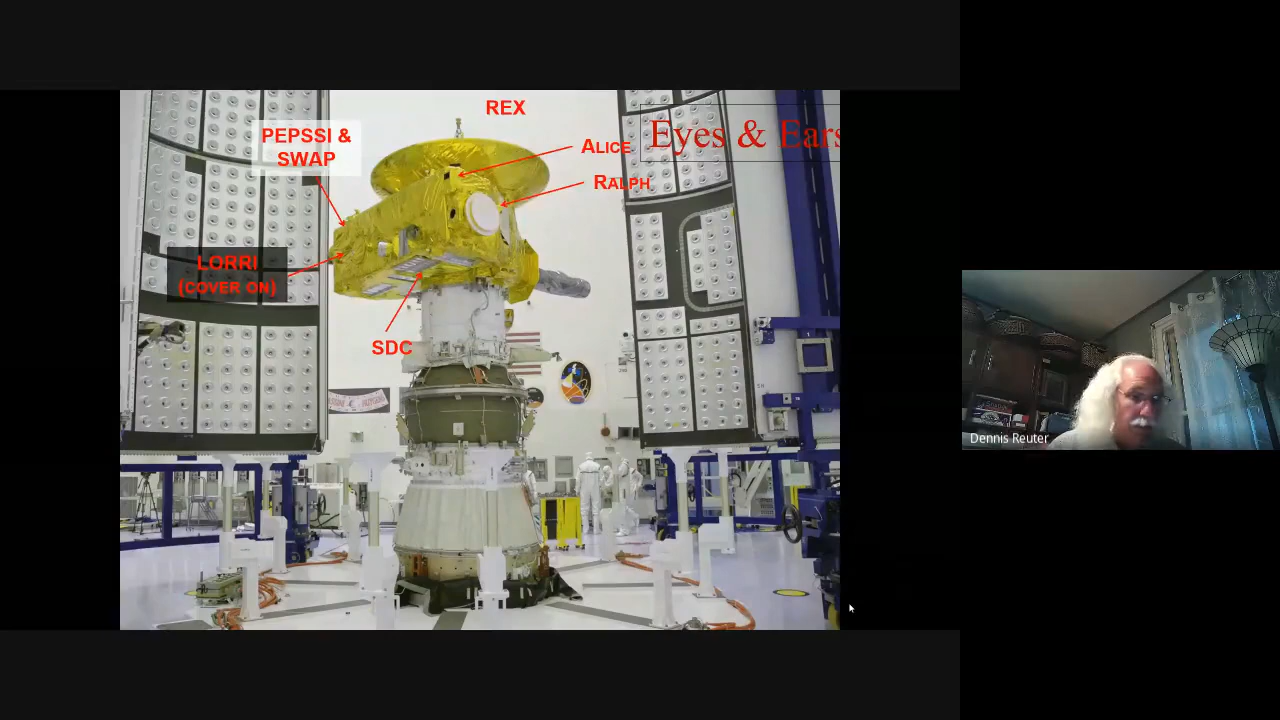 REX
PEPSSI &
SWAP
ALICE
Eyes & Ears
RALPH
LORRI
(COVER ON)
SDC
Dennis Reuter